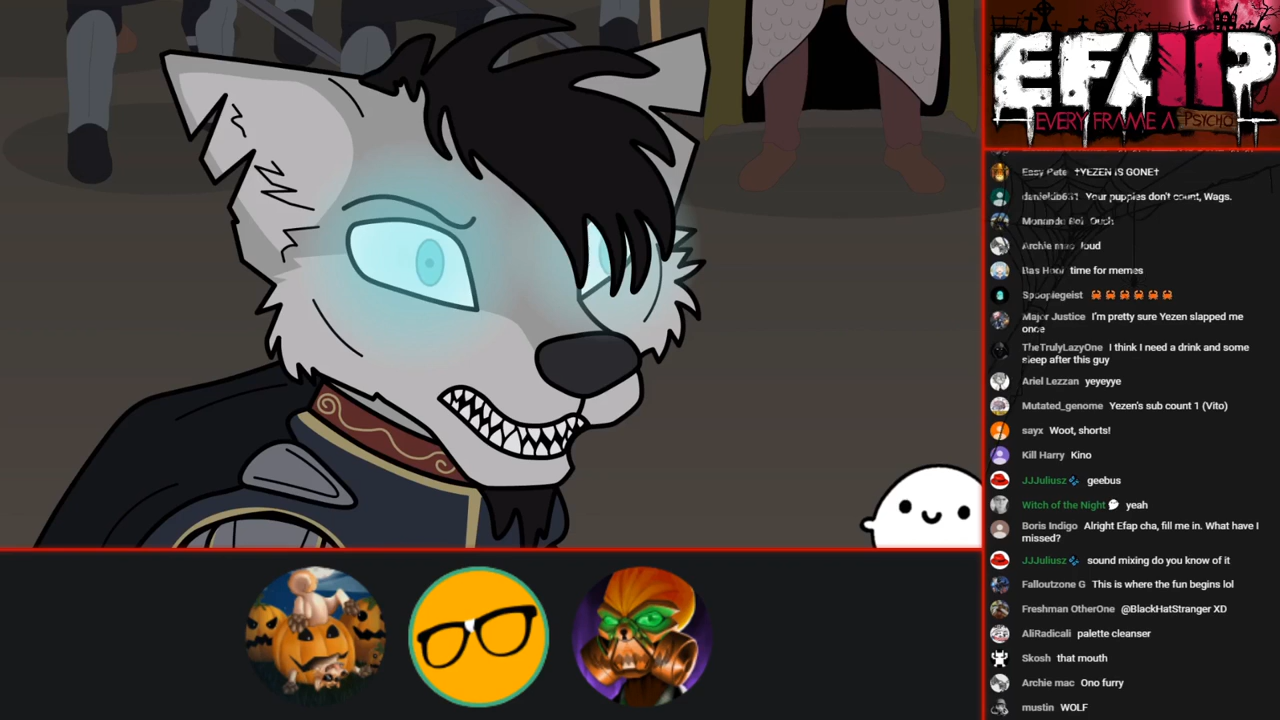 EFAP
EVERY FRAME A PSYCHO
Easy Pete †YEZEN IS GONE†
Your puppies don't count, Wags.
Ouch
Archie mac loud
time for memes
Spoopiegeist 🦀🦀🦀🦀🦀🦀
Major Justice I'm pretty sure Yezen slapped me
once
TheTrulyLazyOne I think I need a drink and some
sleep after this guy
Ariel Lezzan yeyeyye
Mutated_genome Yezen's sub count 1 (Vito)
sayx Woot, shorts!
Kill Harry Kino
JJJuliusz geebus
Witch of the Night yeah
Boris Indigo Alright Efap cha, fill me in. What have I
missed?
JJJuliusz sound mixing do you know of it
Falloutzone G This is where the fun begins lol
Freshman OtherOne @BlackHatStranger XD
AliRadicali palette cleanser
Skosh that mouth
Archie mac Ono furry
mustin WOLF